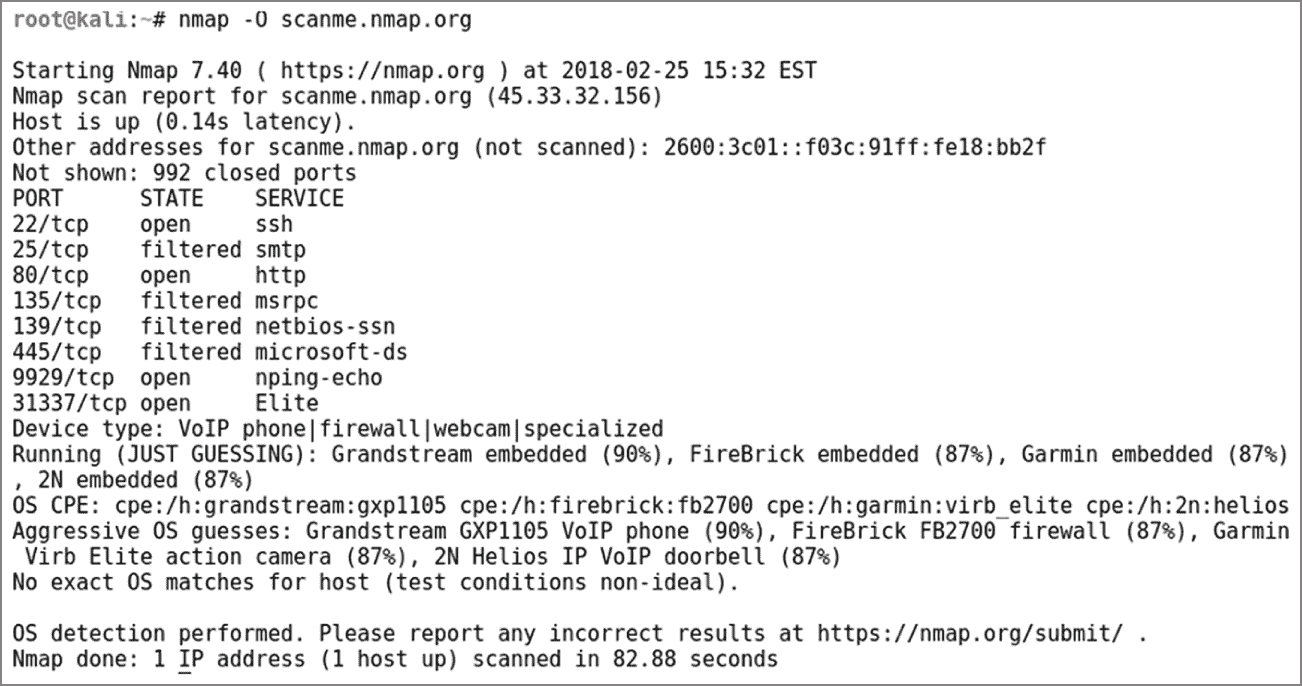 root@kali:~# nmap -O scanme.nmap.org
Starting Nmap 7.40 ( https://nmap.org ) at 2018-02-25 15:32 EST
Nmap scan report for scanme.nmap.org (45.33.32.156)
Host is up (0.14s latency).
Other addresses for scanme.nmap.org (not scanned): 2600:3c01::f03c:91ff:fe18:bb2f
Not shown: 992 closed ports
PORT      STATE    SERVICE
22/tcp    open     ssh
25/tcp    filtered smtp
80/tcp    open     http
135/tcp   filtered msrpc
139/tcp   filtered netbios-ssn
445/tcp   filtered microsoft-ds
9929/tcp  open     nping-echo
31337/tcp open     Elite
Device type: VoIP phone|firewall|webcam|specialized
Running (JUST GUESSING): Grandstream embedded (90%), FireBrick embedded (87%), Garmin embedded (87%)
, 2N embedded (87%)
OS CPE: cpe:/h:grandstream:gxp1105 cpe:/h:firebrick:fb2700 cpe:/h:garmin:virb_elite cpe:/h:2n:helios
Aggressive OS guesses: Grandstream GXP1105 VoIP phone (90%), FireBrick FB2700 firewall (87%), Garmin
 Virb Elite action camera (87%), 2N Helios IP VoIP doorbell (87%)
No exact OS matches for host (test conditions non-ideal).
OS detection performed. Please report any incorrect results at https://nmap.org/submit/ .
Nmap done: 1 IP address (1 host up) scanned in 82.88 seconds